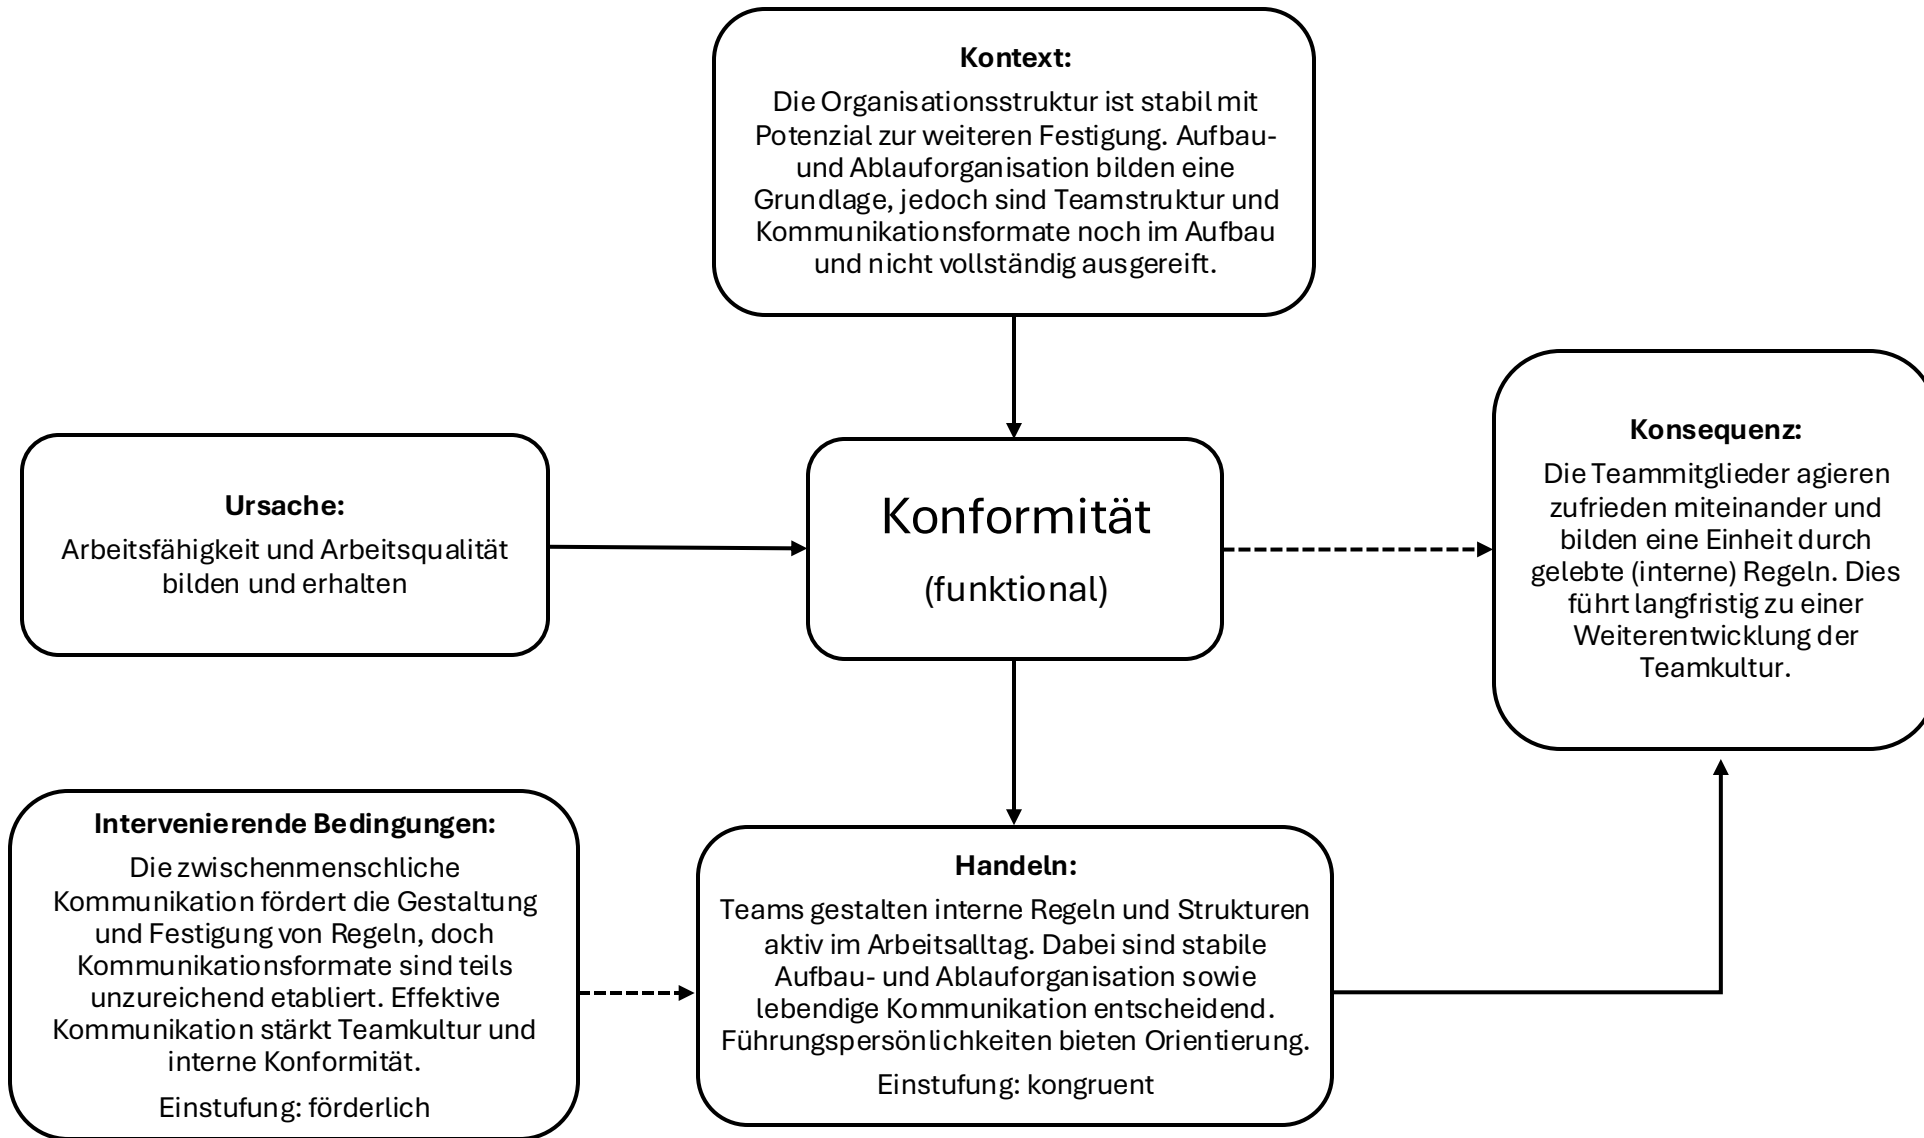 Kontext:
Die Organisationsstruktur ist stabil mit
Potenzial zur weiteren Festigung. Aufbau-
und Ablauforganisation bilden eine
Grundlage, jedoch sind Teamstruktur und
Kommunikationsformate noch im Aufbau
und nicht vollständig ausgereift.
Ursache:
Arbeitsfähigkeit und Arbeitsqualität
bilden und erhalten
Konformität
(funktional)
Konsequenz:
Die Teammitglieder agieren
zufrieden miteinander und
bilden eine Einheit durch
gelebte (interne) Regeln. Dies
führt langfristig zu einer
Weiterentwicklung der
Teamkultur.
Intervenierende Bedingungen:
Die zwischenmenschliche
Kommunikation fördert die Gestaltung
und Festigung von Regeln, doch
Kommunikationsformate sind teils
unzureichend etabliert. Effektive
Kommunikation stärkt Teamkultur und
interne Konformität.
Einstufung: förderlich
Handeln:
Teams gestalten interne Regeln und Strukturen
aktiv im Arbeitsalltag. Dabei sind stabile
Aufbau- und Ablauforganisation sowie
lebendige Kommunikation entscheidend.
Führungspersönlichkeiten bieten Orientierung.
Einstufung: kongruent